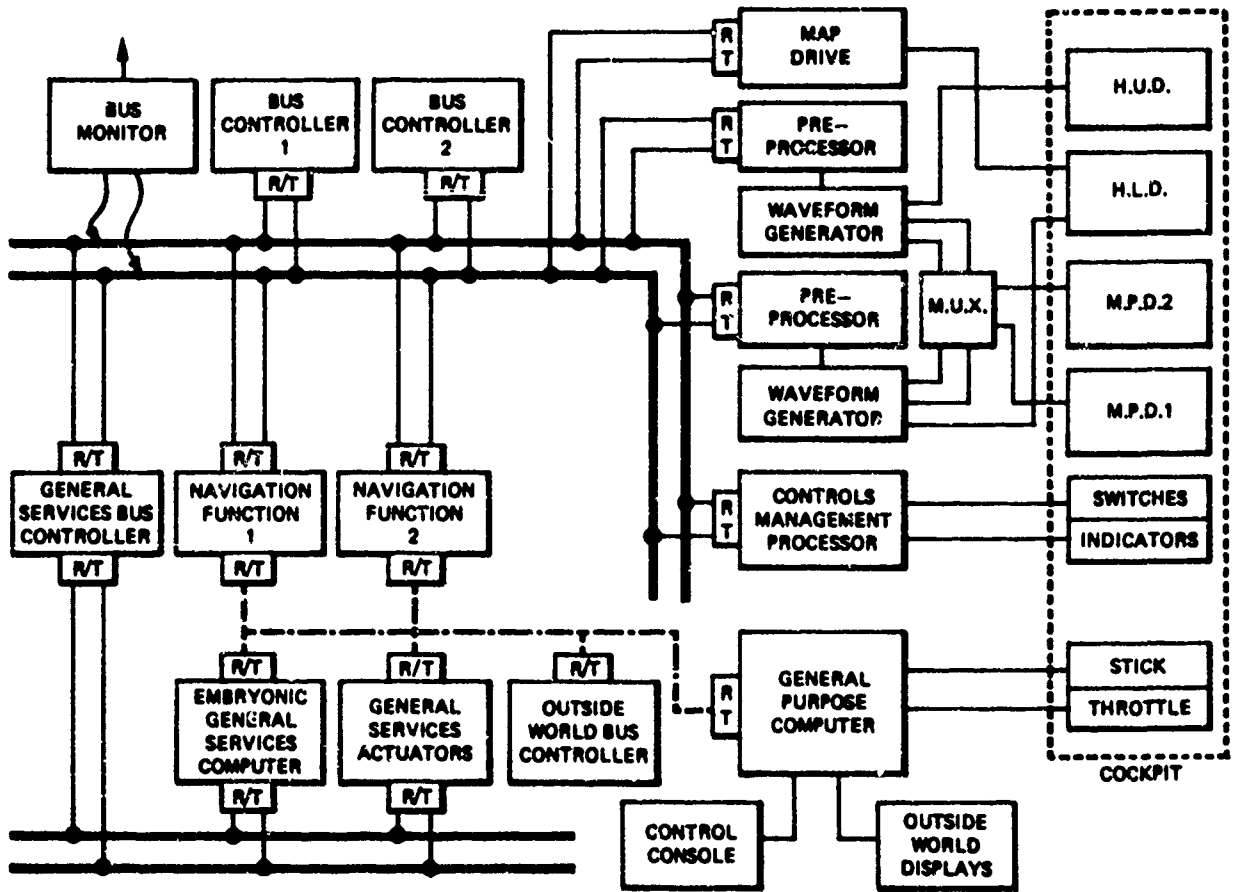 BUS
MONITOR
BUS
CONTROLLER
1
R/T
BUS
CONTROLLER
2
R/T
R
T
MAP
DRIVE
R
T
PRE–
PROCESSOR
WAVEFORM
GENERATOR
R
T
PRE–
PROCESSOR
WAVEFORM
GENERATOR
M.U.X.
H.U.D.
H.L.D.
M.P.D.2
M.P.D.1
R/T
GENERAL
SERVICES BUS
CONTROLLER
R/T
R/T
NAVIGATION
FUNCTION
1
R/T
R/T
NAVIGATION
FUNCTION
2
R/T
R
T
CONTROLS
MANAGEMENT
PROCESSOR
SWITCHES
INDICATORS
R/T
EMBRYONIC
GENERAL
SERVICES
COMPUTER
R/T
R/T
GENERAL
SERVICES
ACTUATORS
R/T
R/T
OUTSIDE
WORLD BUS
CONTROLLER
R
T
GENERAL
PURPOSE
COMPUTER
STICK
THROTTLE
COCKPIT
CONTROL
CONSOLE
OUTSIDE
WORLD
DISPLAYS